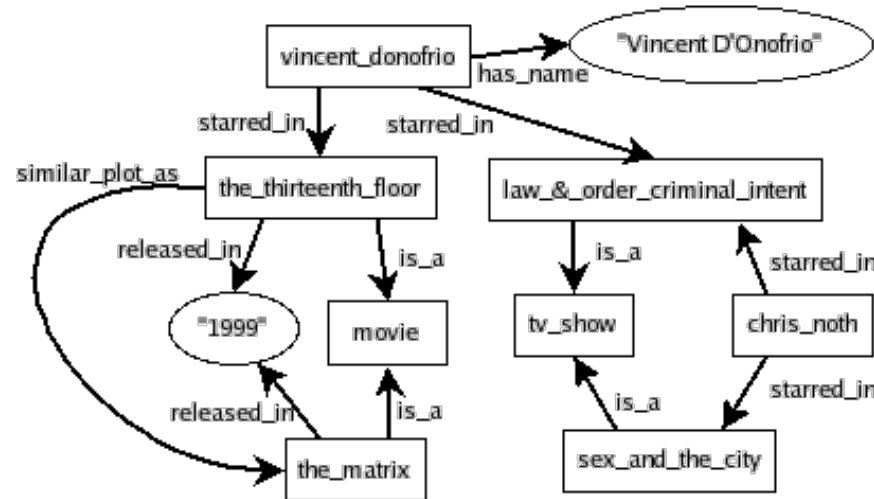 "Vincent D'Onofrio"
vincent_donofrio
has_name
starred_in
starred_in
similar_plot_as
the_thirteenth_floor
law_&_order_criminal_intent
released_in
is_a
is_a
starred_in
"1999"
movie
tv_show
chris_noth
released_in
is_a
is_a
starred_in
the_matrix
sex_and_the_city